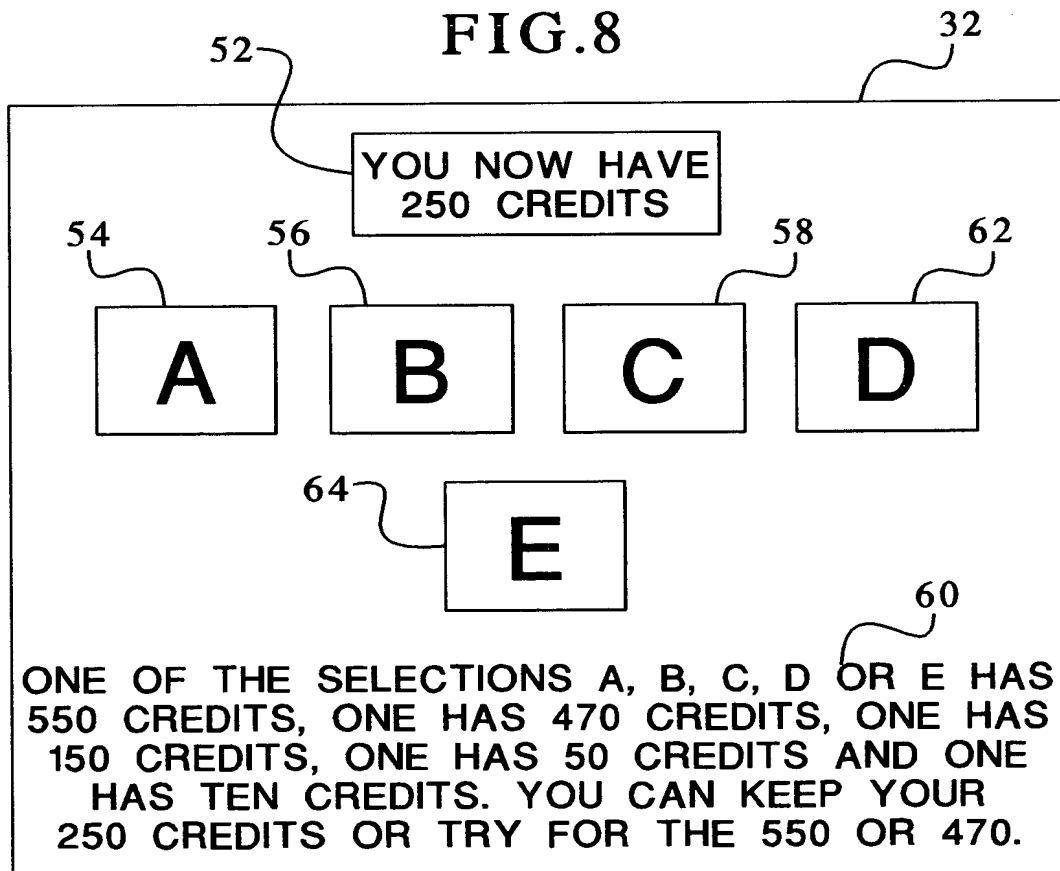 FIG.8
52
32
YOU NOW HAVE
250 CREDITS
54
56
58
62
A
B
C
D
64
E
60
ONE OF THE SELECTIONS A, B, C, D OR E HAS
550 CREDITS, ONE HAS 470 CREDITS, ONE HAS
150 CREDITS, ONE HAS 50 CREDITS AND ONE
HAS TEN CREDITS. YOU CAN KEEP YOUR
250 CREDITS OR TRY FOR THE 550 OR 470.